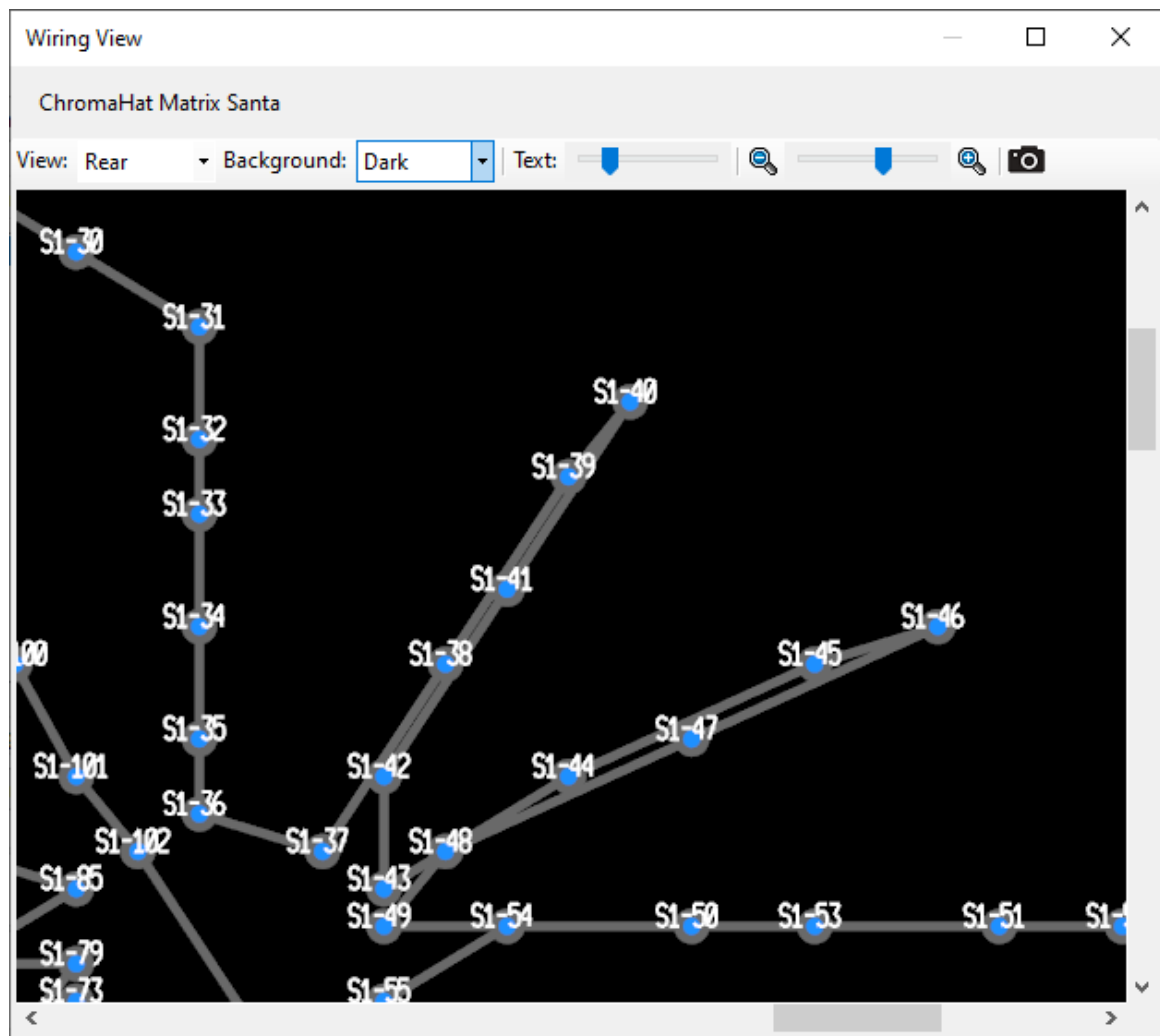 Wiring View
ChromaHat Matrix Santa
View: Rear Background: Dark Text:
S1-30
S1-31
S1-40
S1-32
S1-39
S1-33
S1-41
S1-34
S1-46
100
S1-38
S1-45
S1-35
S1-47
S1-101
S1-42
S1-44
S1-36
S1-102
S1-37
S1-48
S1-85
S1-43
S1-49
S1-54
S1-50
S1-53
S1-51
S1-79
S1-73
S1-55